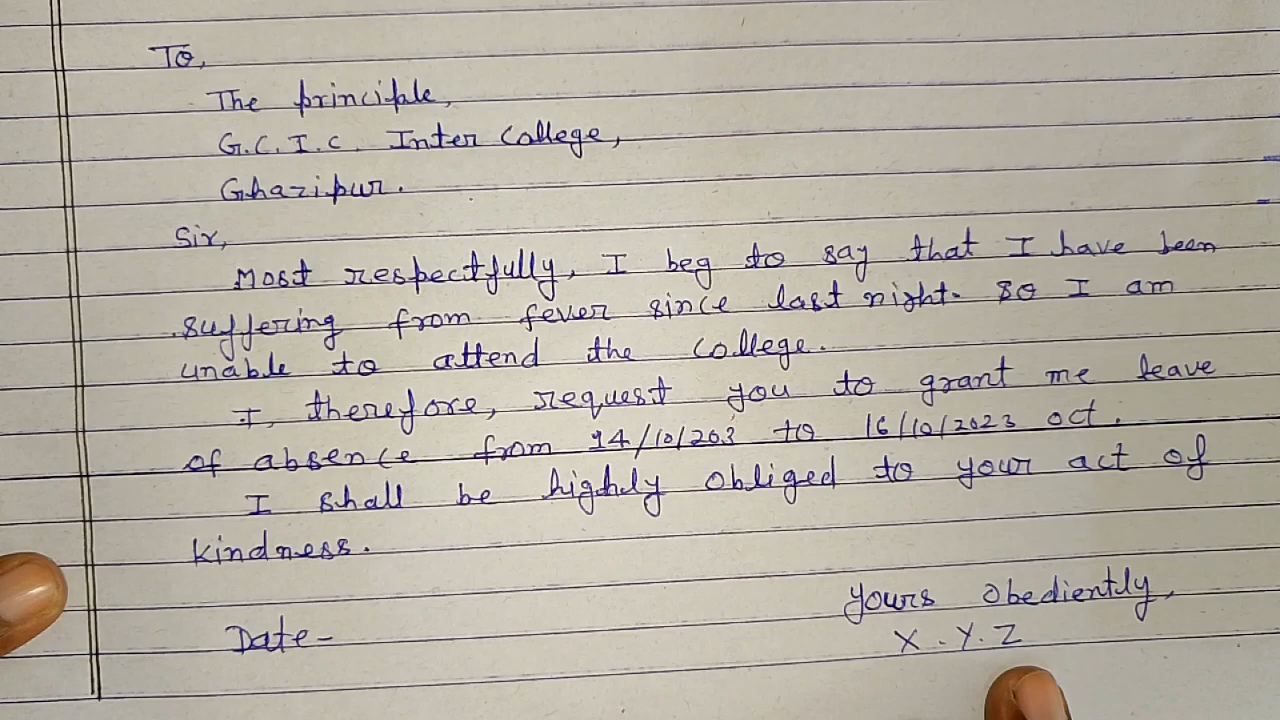 To,
The principle,
G.C.I.C. Inter College,
Ghazipur.
Sir,
Most respectfully, I beg to say that I have been
suffering from fever since last night. So I am
unable to attend the college.
I, therefore, request you to grant me leave
of absence from 14/10/203 to 16/10/2023 oct.
I shall be highly obliged to your act of
kindness.
Yours obediently,
Date-
X.Y.Z